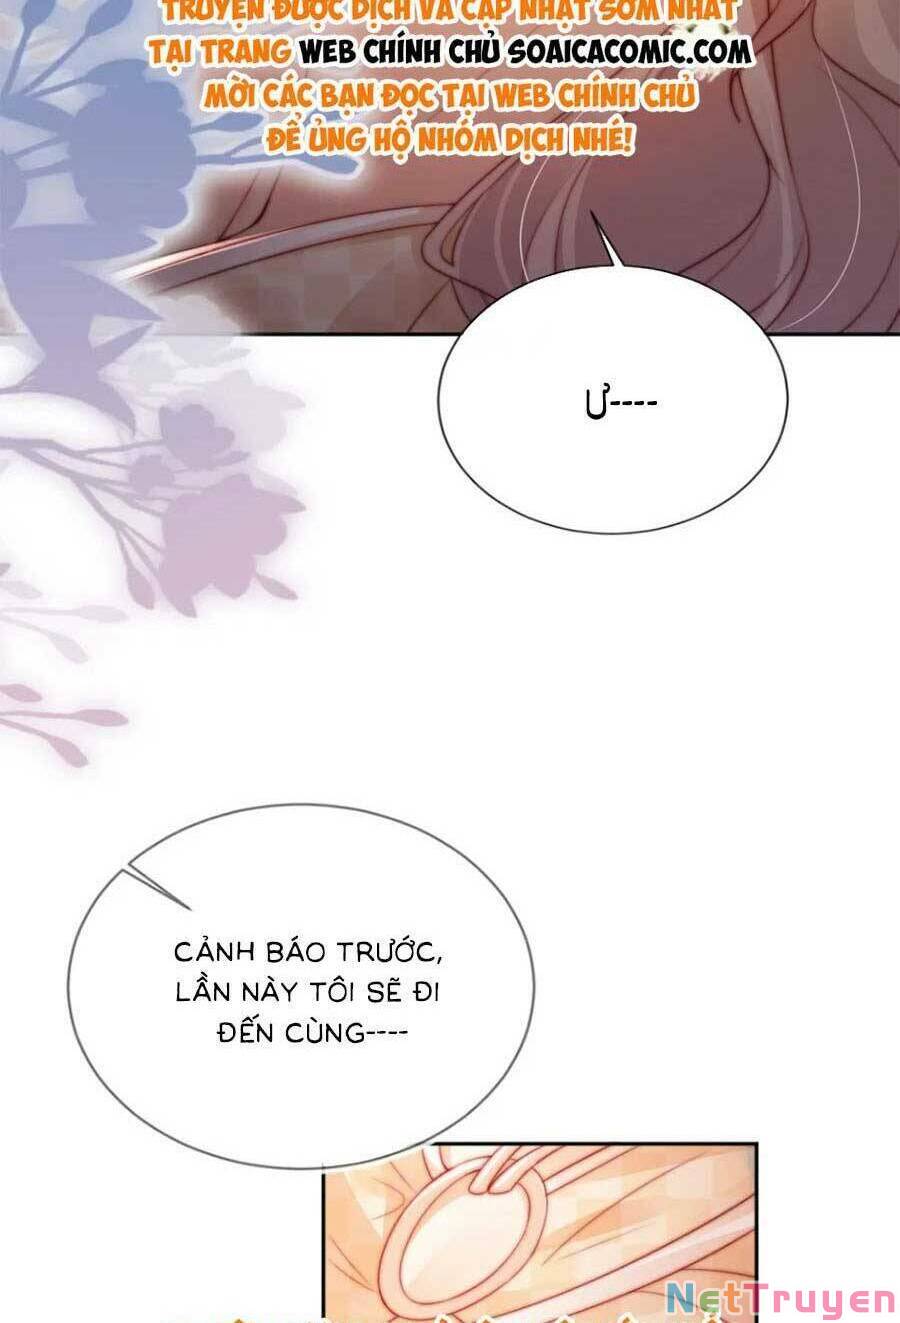 TRUYỆN ĐƯỢC DỊCH VÀ CẬP NHẬT SỚM NHẤT
TẠI TRANG WEB CHÍNH CHỦ SOAICACOMIC.COM
MỜI CÁC BẠN ĐỌC TẠI WEB CHÍNH CHỦ
ĐỂ ỦNG HỘ NHÓM DỊCH NHÉ!
Ư----
CẢNH BÁO TRƯỚC,
LẦN NÀY TÔI SẼ ĐI
ĐẾN CÙNG----
NetTruyen